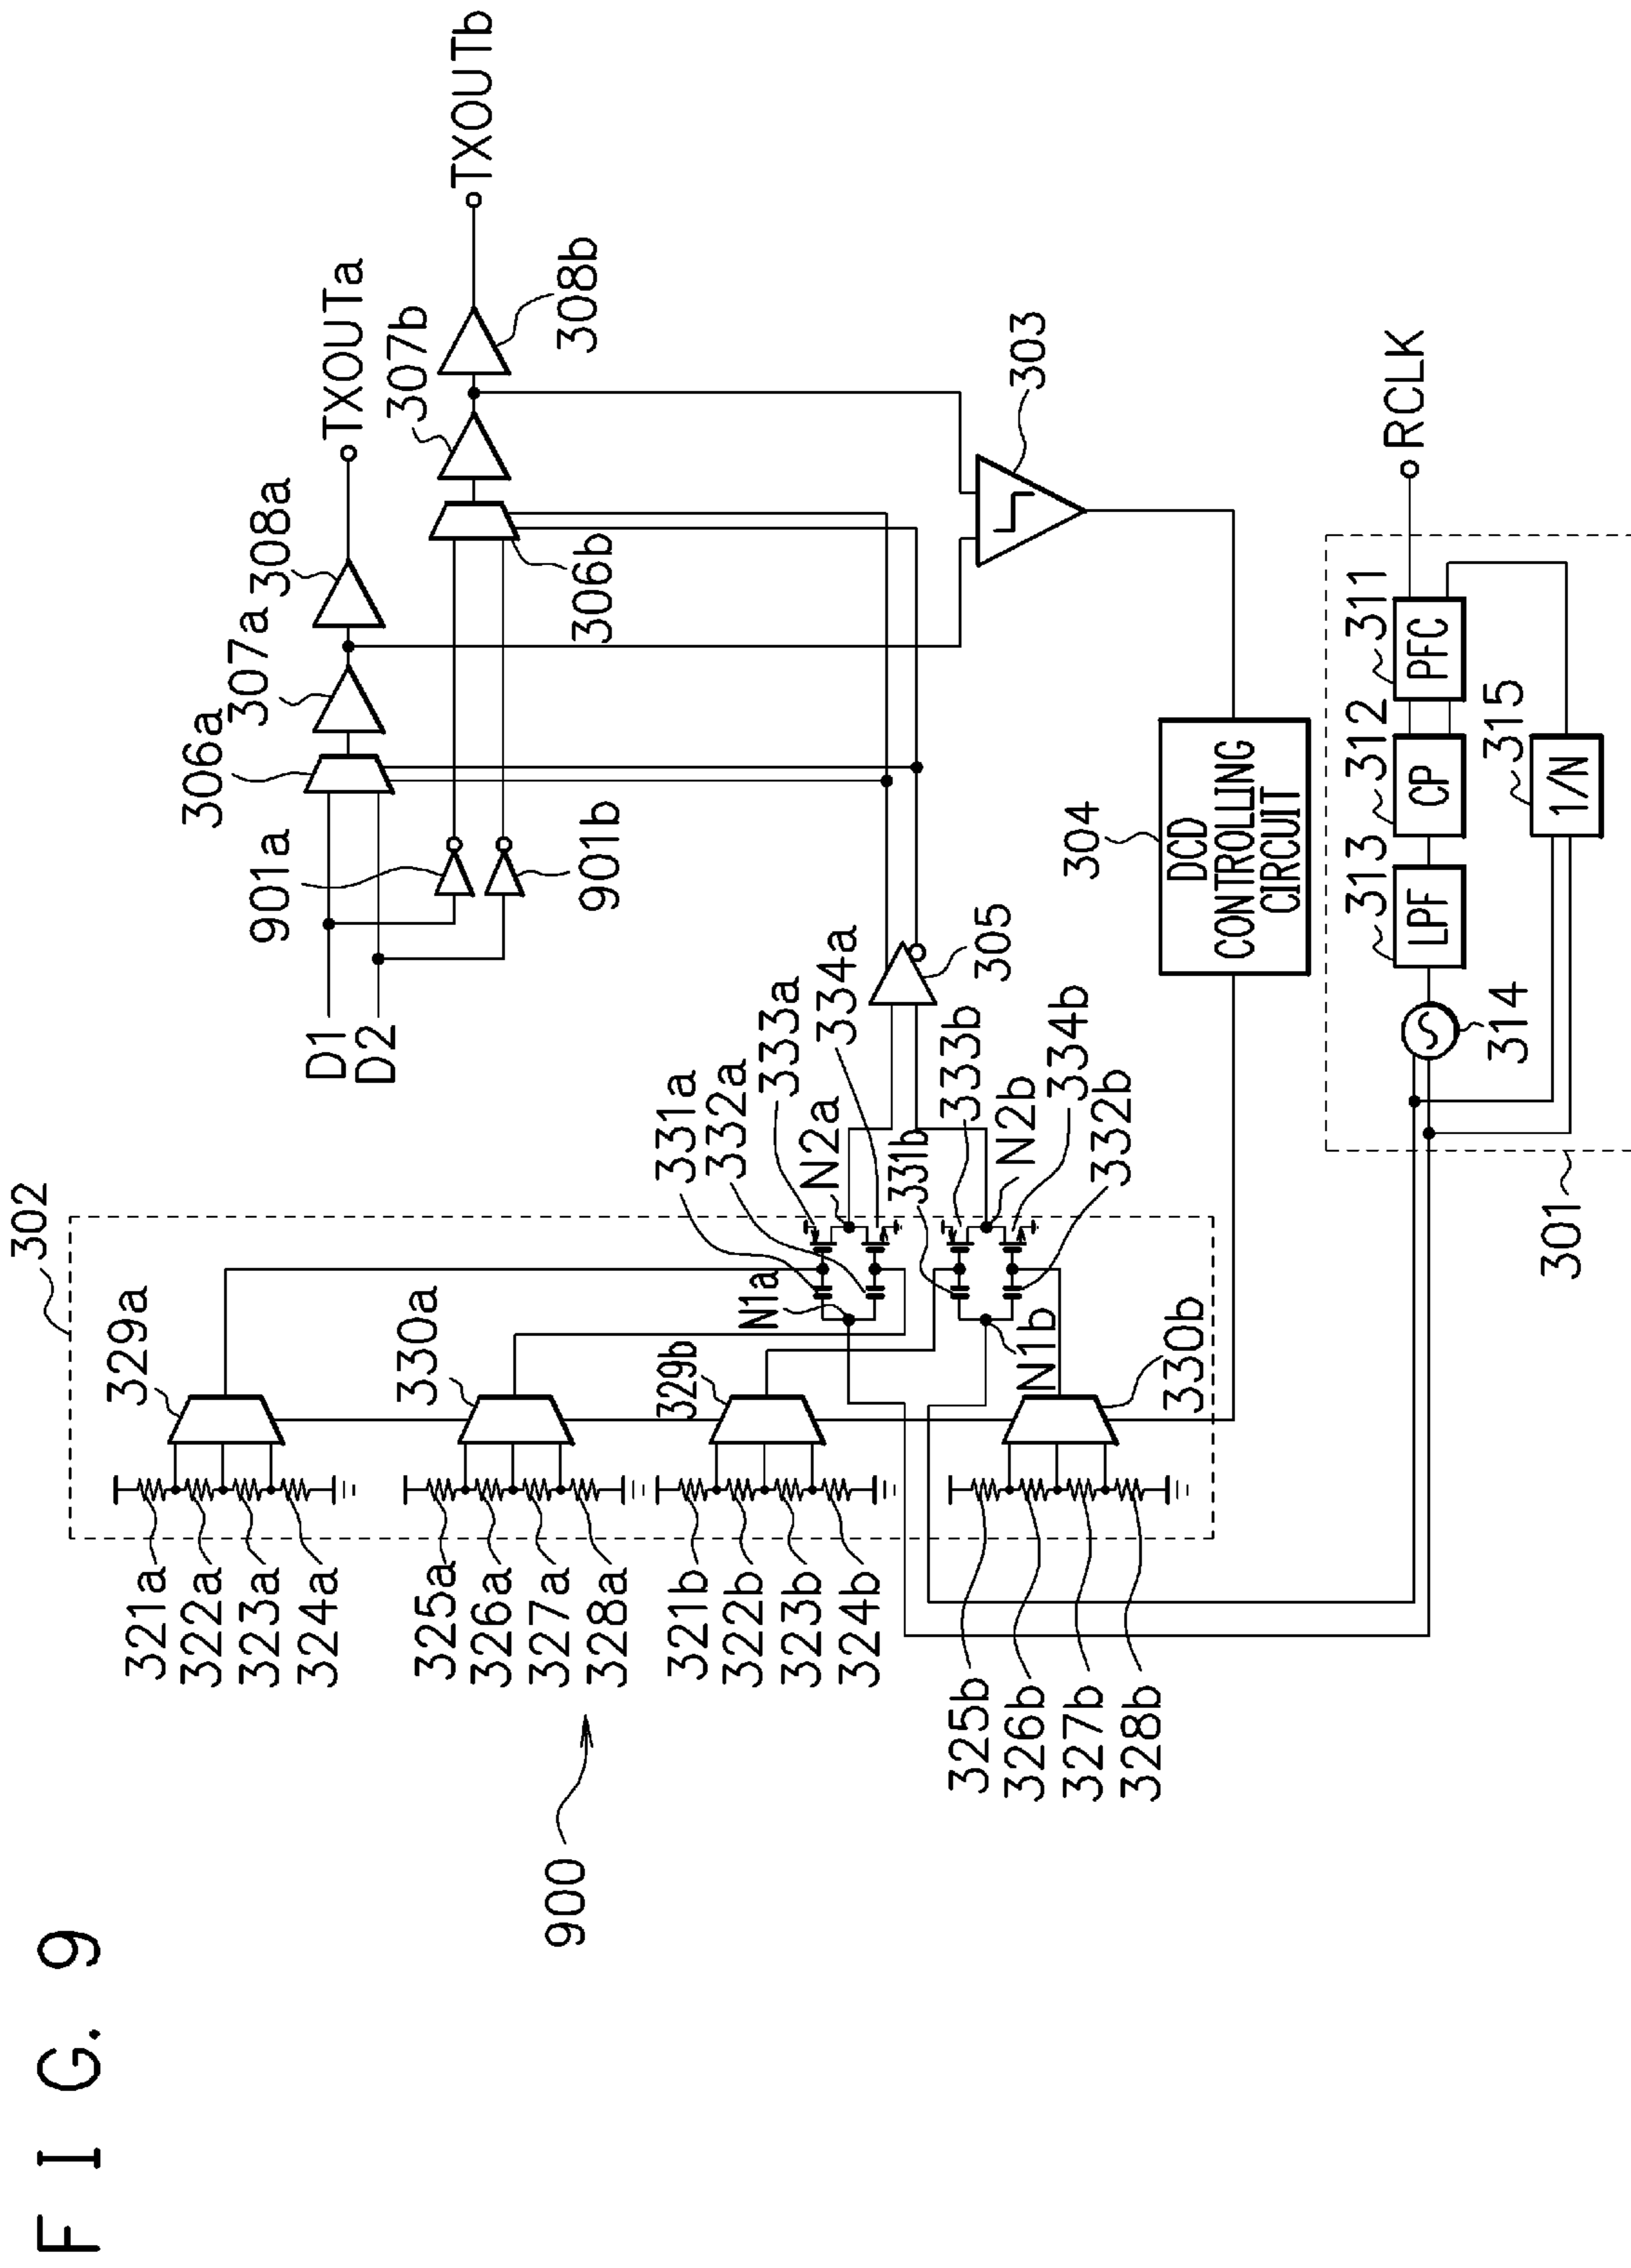 FIG. 9
900
302
329a
321a
322a
323a
324a
330a
325a
326a
327a
328a
329b
321b
322b
323b
324b
330b
325b
326b
327b
328b
331a
332a
333a
334a
N1a
N2a
331b
333b
N2b
334b
332b
N1b
D1
D2
901a
901b
305
306a
307a
308a
TXOUTa
306b
307b
308b
TXOUTb
303
304
DCD
CONTROLLING
CIRCUIT
301
314
313
LPF
312
CP
311
PFC
315
1/N
RCLK